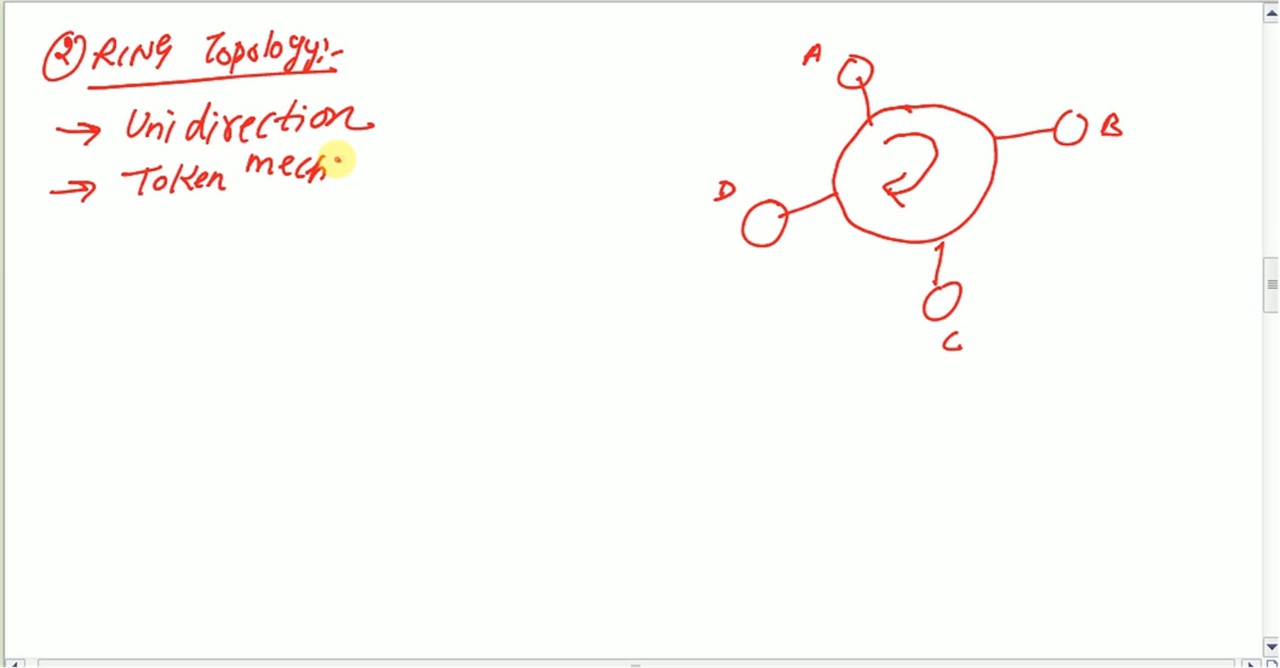 ② RING Topology:-
→ Unidirection
→ Token mech
A
B
D
C